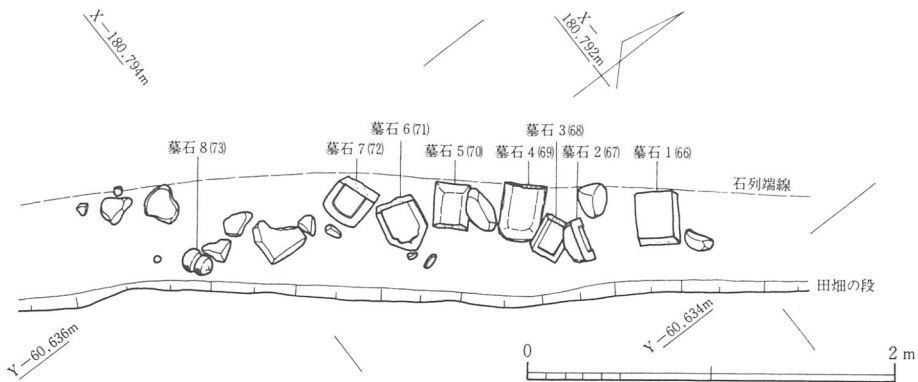 X－180.794m
X－
180.792m
墓石 3(68)
墓石 6(71)
墓石 8(73)
墓石 7(72)
墓石 5(70)
墓石 4(69)
墓石 2(67)
墓石 1(66)
石列端線
田畑の段
Y－60.636m
Y－60.634m
0
2 m